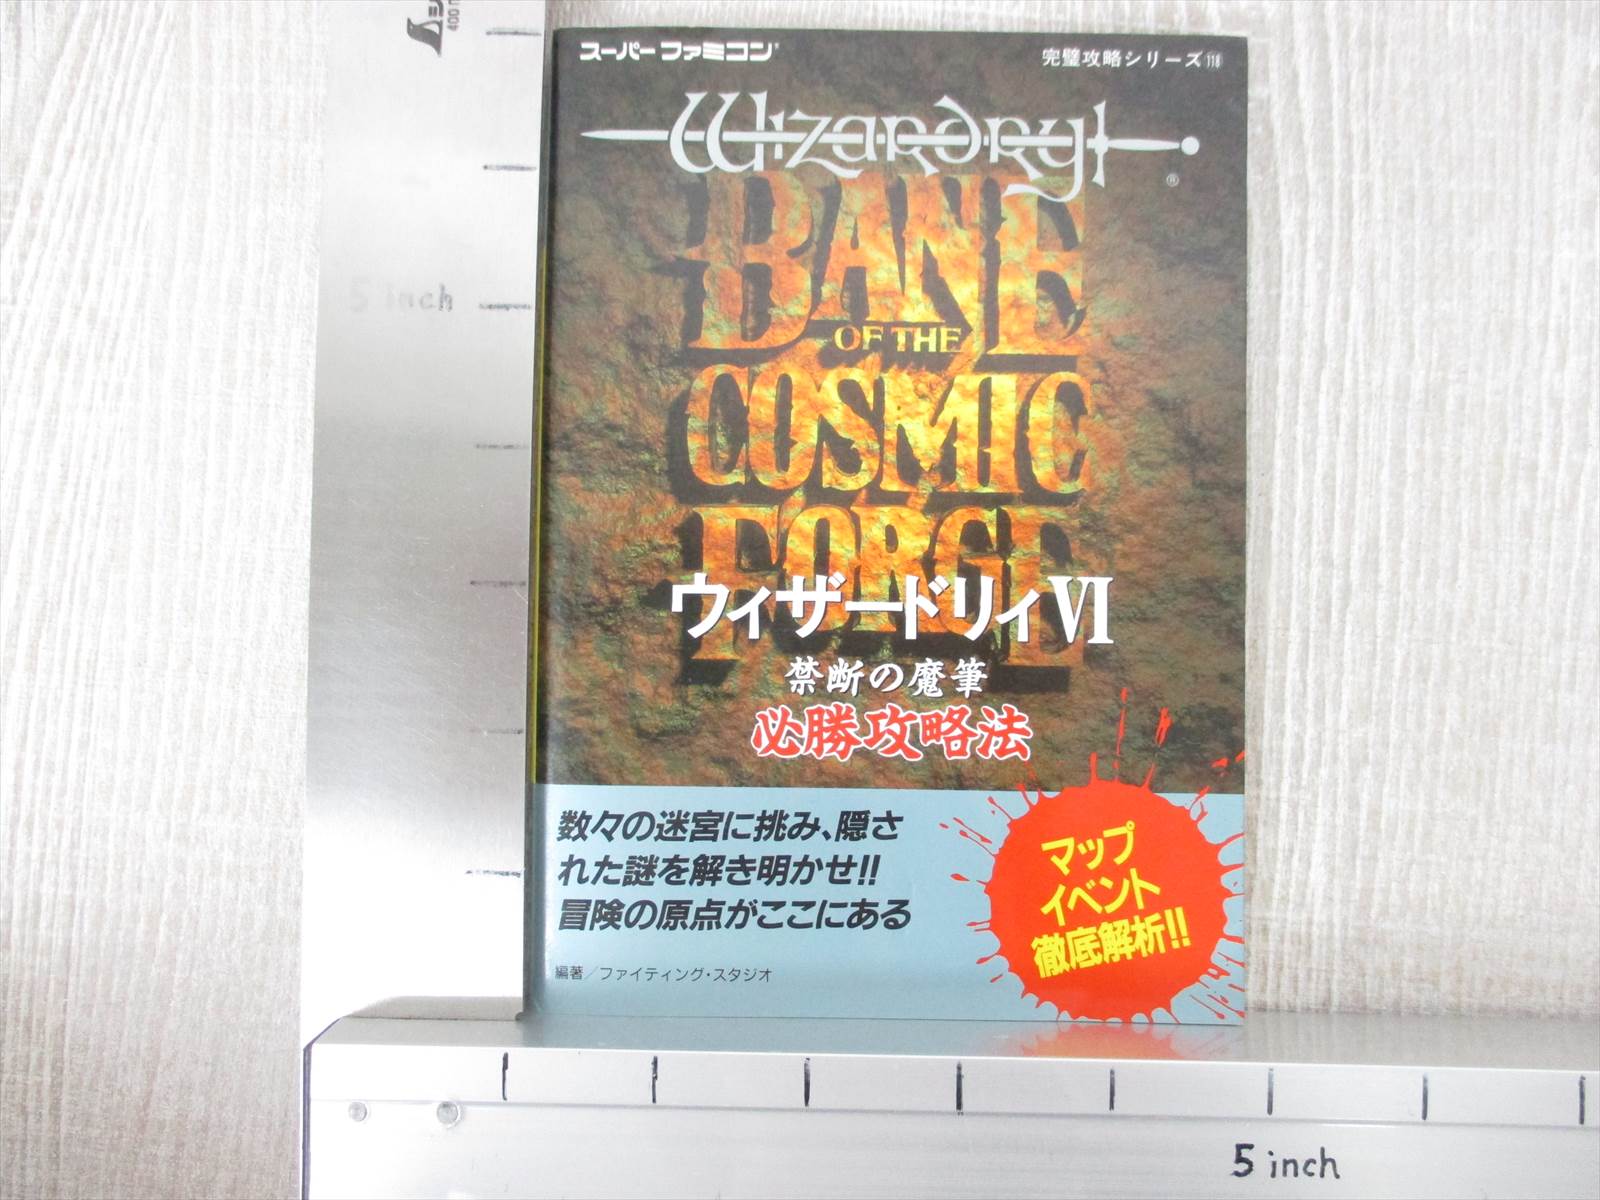 スーパーファミコン
完璧攻略シリーズ 118
Wizardry®
BANE
OF THE
COSMIC
FORGE
ウィザードリィVI
禁断の魔筆
必勝攻略法
数々の迷宮に挑み、隠さ
れた謎を解き明かせ!!
冒険の原点がここにある
編著/ファイティング・スタジオ
マップ
イベント
徹底解析!!
5 inch
5 inch